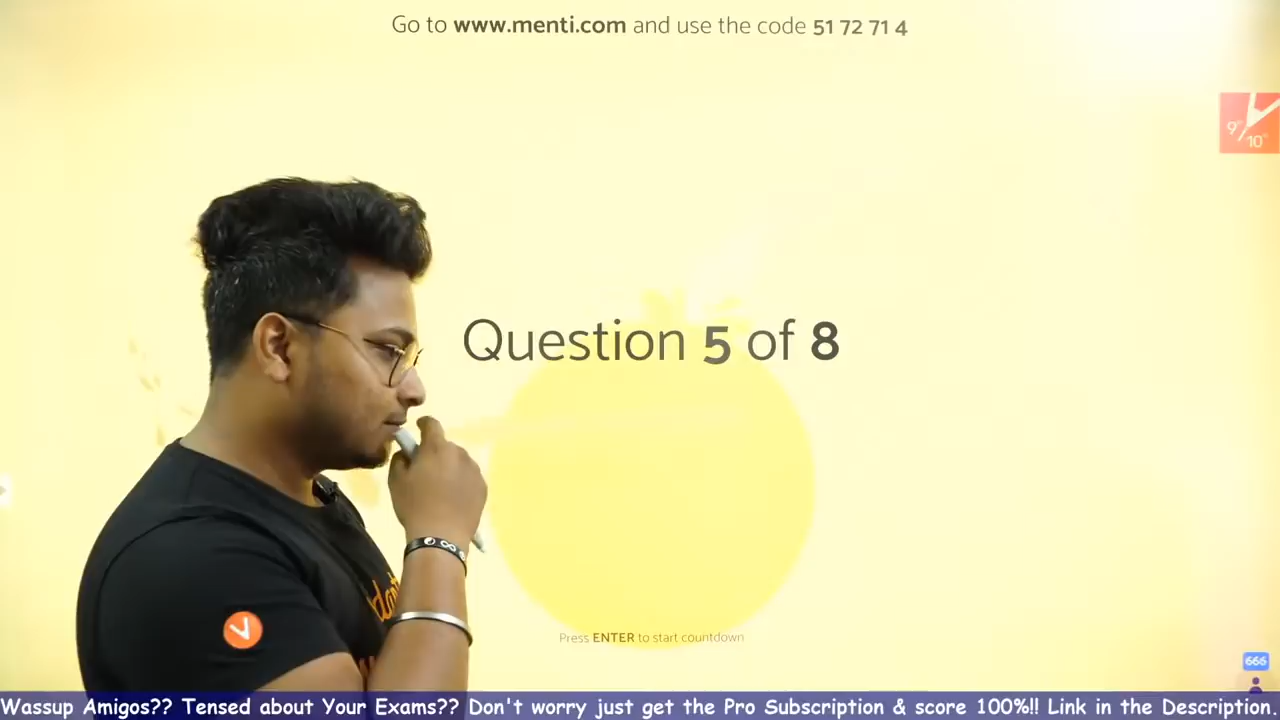 Go to www.menti.com and use the code 51 72 71 4
9th/10th
Question 5 of 8
Press ENTER to start countdown
666
Wassup Amigos?? Tensed about Your Exams?? Don't worry just get the Pro Subscription & score 100%!! Link in the Description.